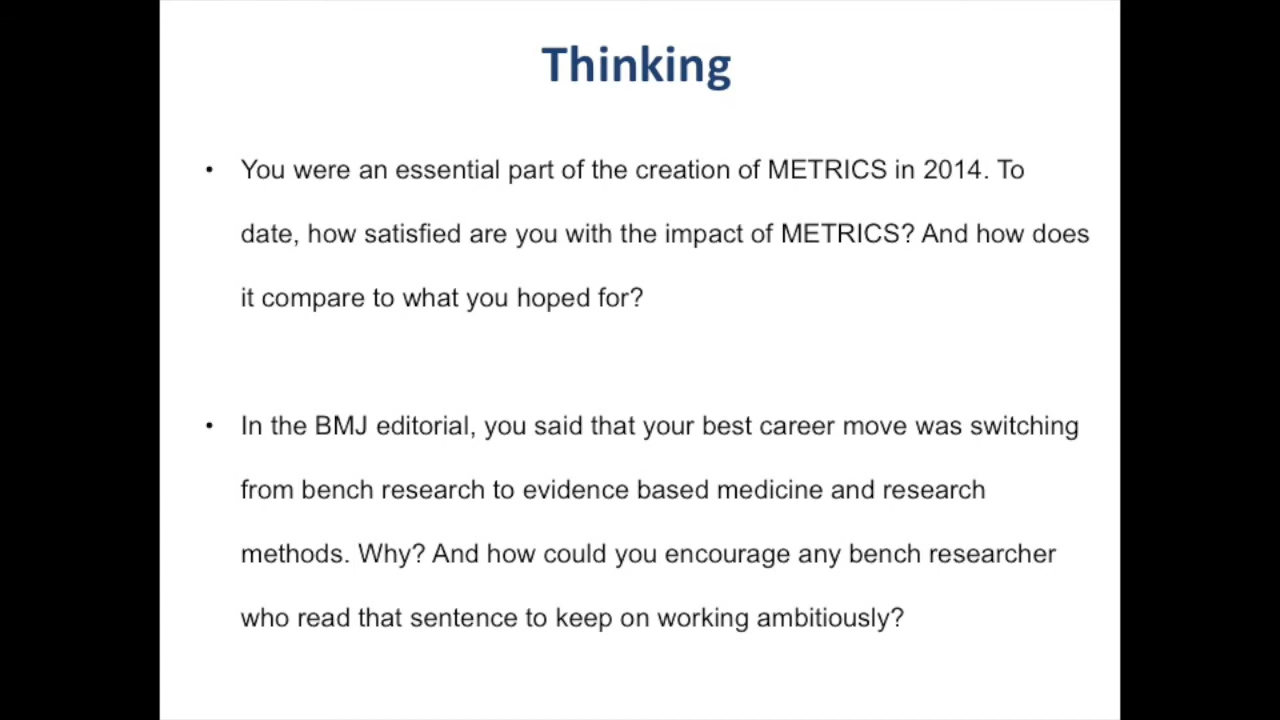 Thinking
• You were an essential part of the creation of METRICS in 2014. To
date, how satisfied are you with the impact of METRICS? And how does
it compare to what you hoped for?
• In the BMJ editorial, you said that your best career move was switching
from bench research to evidence based medicine and research
methods. Why? And how could you encourage any bench researcher
who read that sentence to keep on working ambitiously?